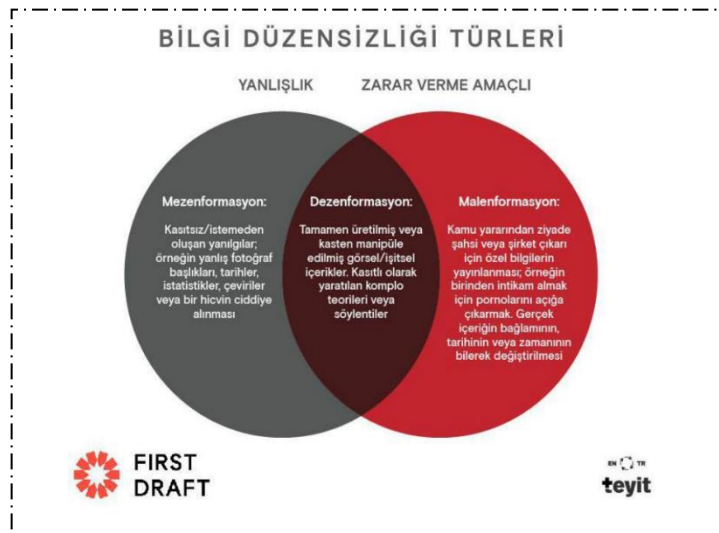 BİLGİ DÜZENSİZLİĞİ TÜRLERİ
YANLIŞLIK
ZARAR VERME AMAÇLI
Mezenformasyon:
Kasıtsız/istemeden
oluşan yanılgılar;
örneğin yanlış fotoğraf
başlıkları, tarihler,
istatistikler, çeviriler
veya bir hicvin ciddiye
alınması
Dezenformasyon:
Tamamen üretilmiş veya
kasten manipüle
edilmiş görsel/işitsel
içerikler. Kasıtlı olarak
yaratılan komplo
teorileri veya
söylentiler
Malenformasyon:
Kamu yararından ziyade
şahsi veya şirket çıkarı
için özel bilgilerin
yayınlanması; örneğin
birinden intikam almak
için pornolarını açığa
çıkarmak. Gerçek
içeriğin bağlamının,
tarihinin veya zamanının
bilerek değiştirilmesi
FIRST
DRAFT
EN TR
teyit